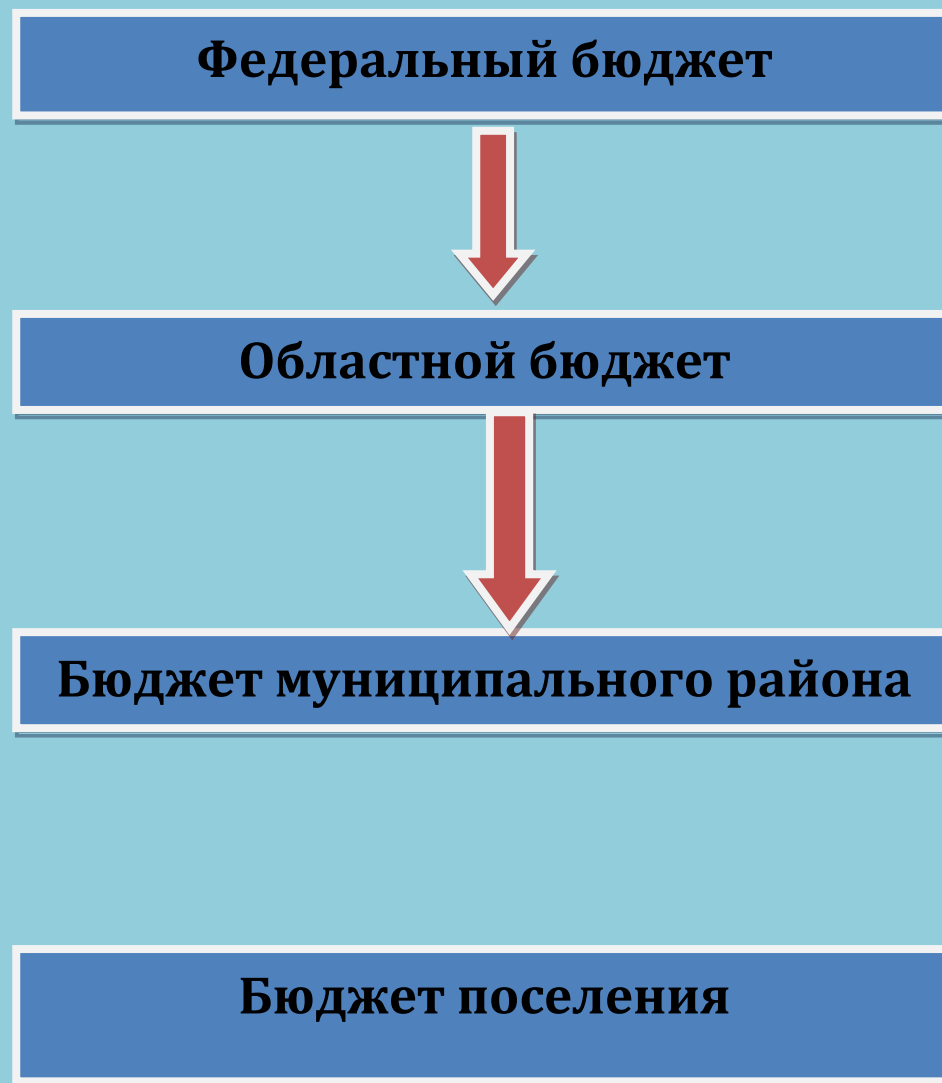 Федеральный бюджет
Областной бюджет
Бюджет муниципального района
Бюджет поселения